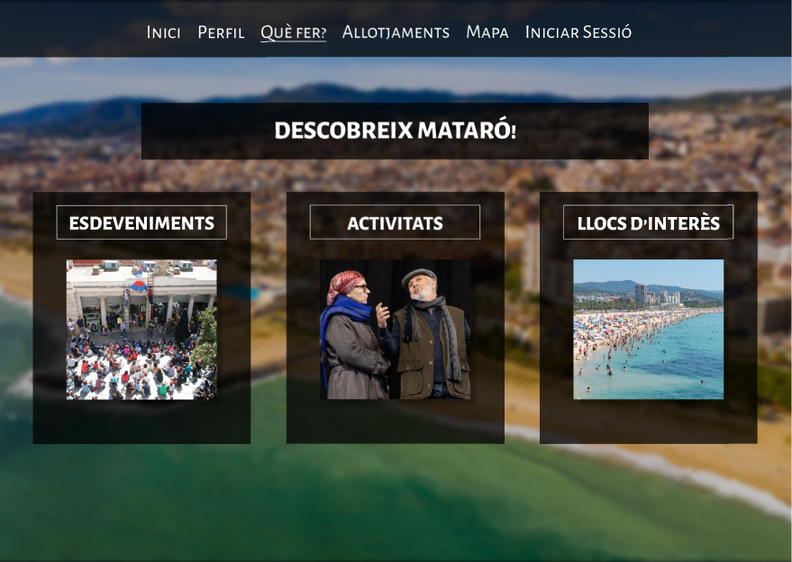 Inici Perfil Què fer? Allotjaments Mapa Iniciar Sessió
DESCOBREIX MATARÓ!
ESDEVENIMENTS
ACTIVITATS
LLOCS D'INTERÈS